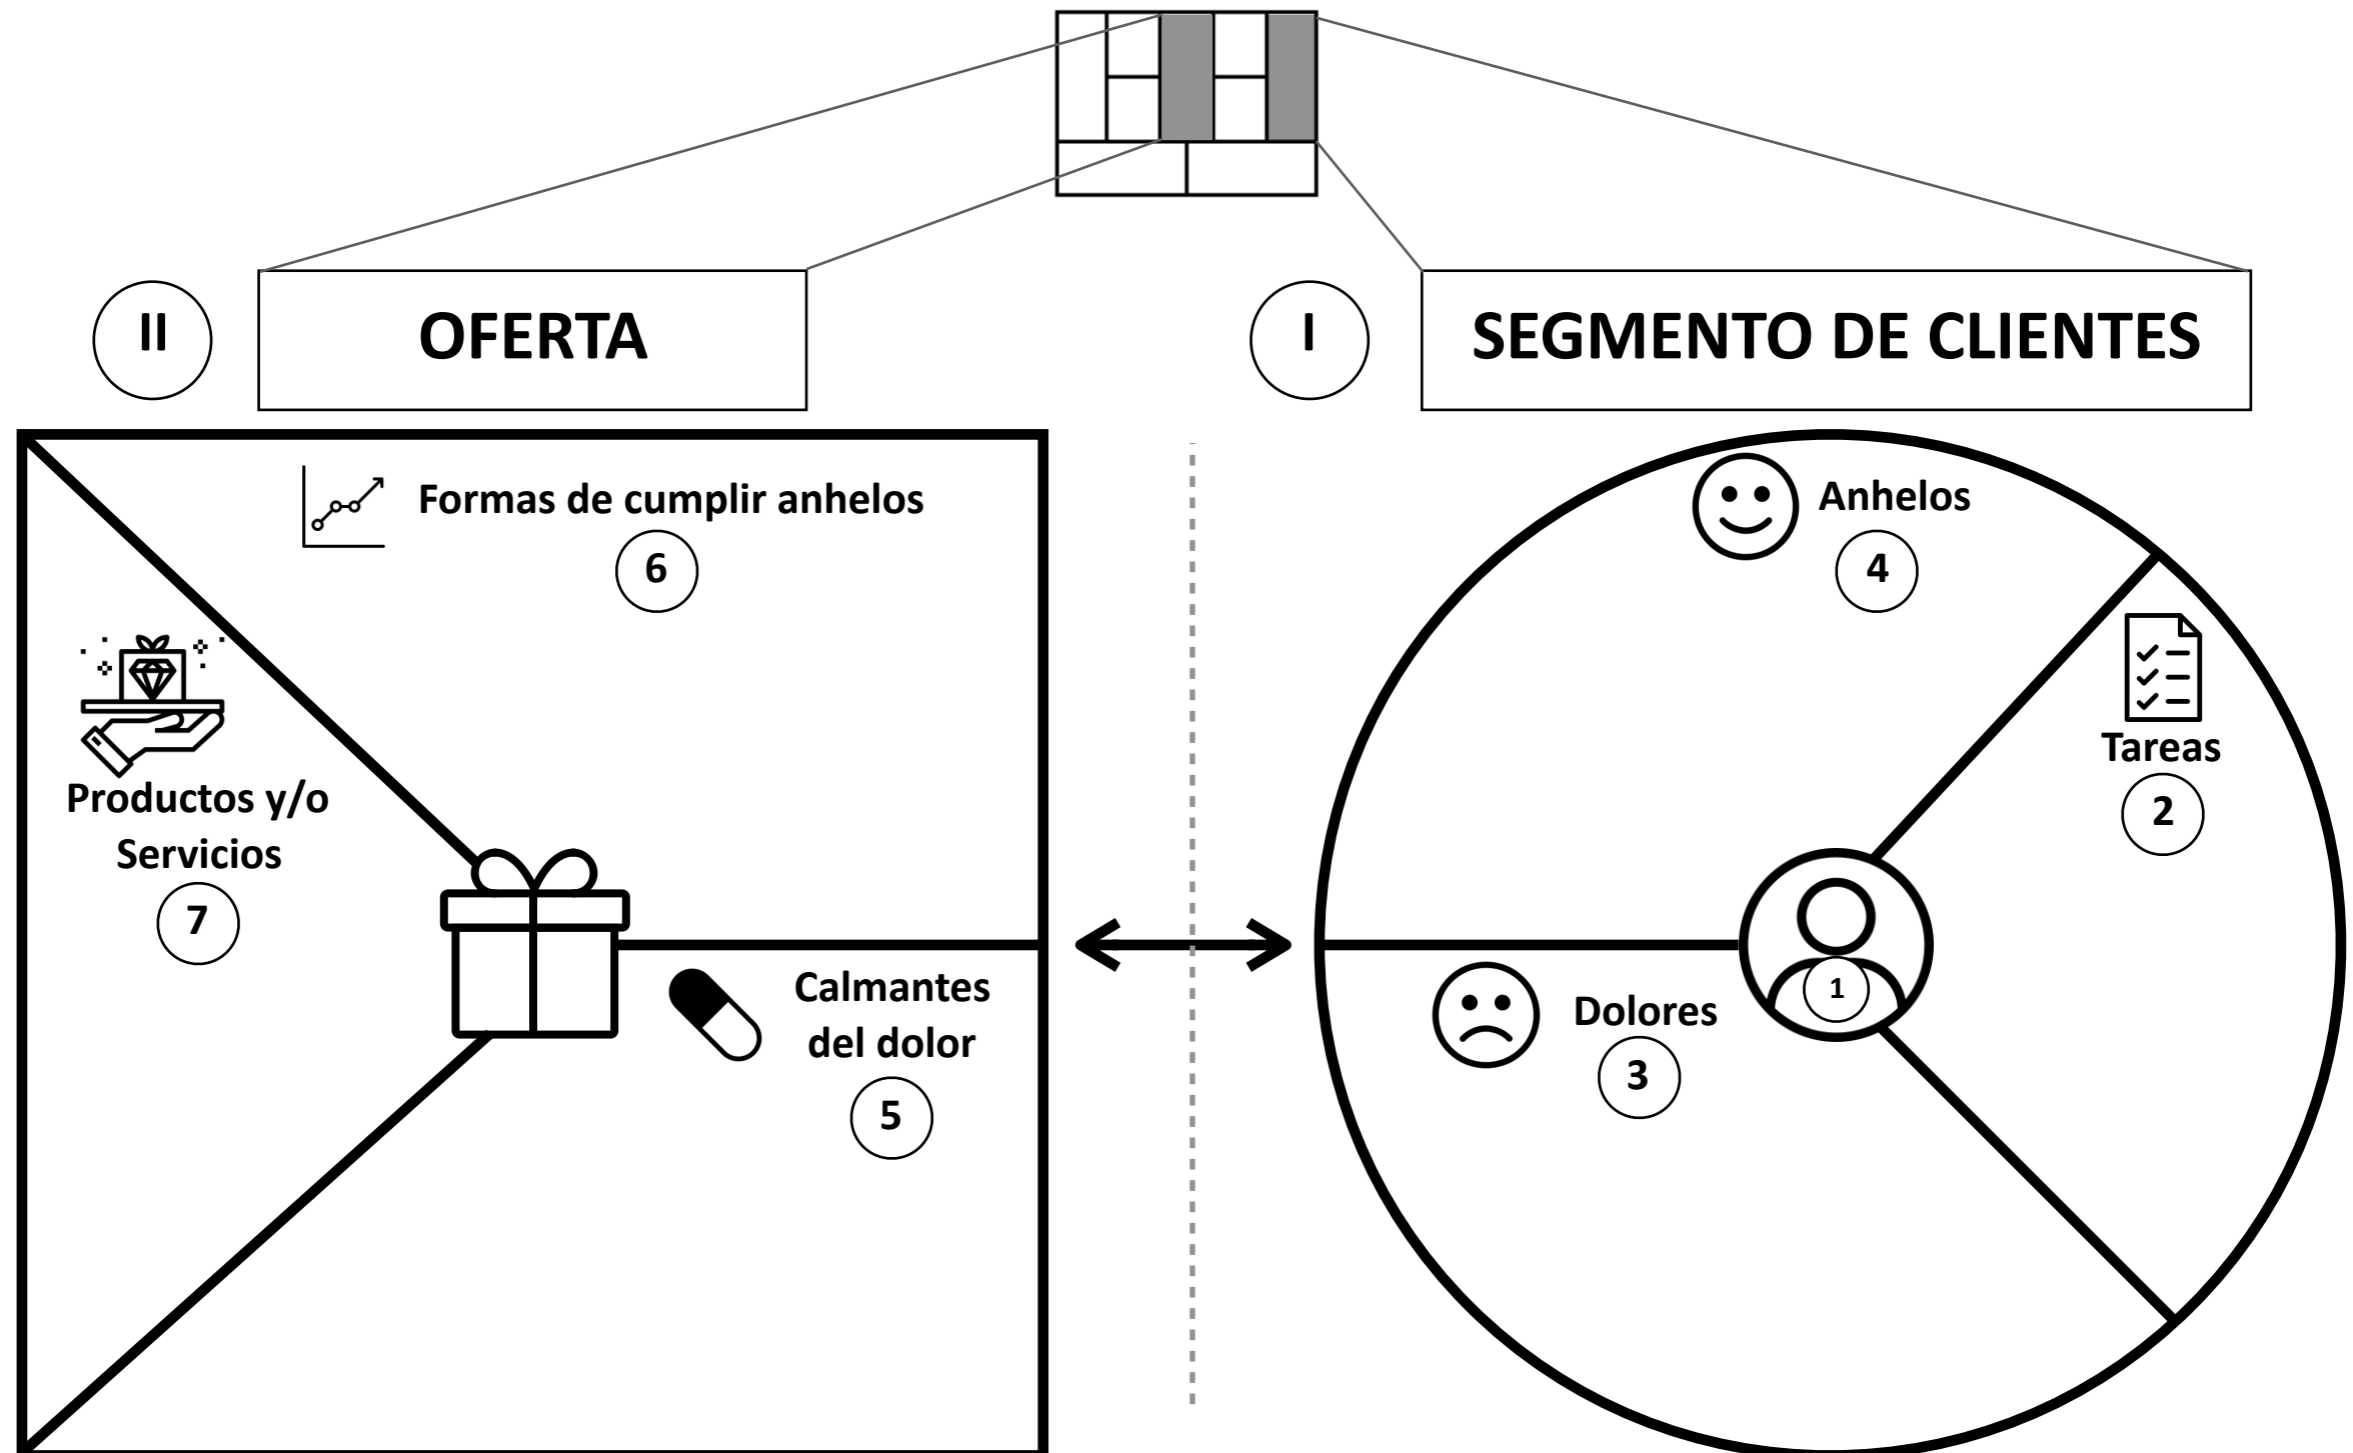 II
OFERTA
I
SEGMENTO DE CLIENTES
Formas de cumplir anhelos
6
Productos y/o
Servicios
7
Calmantes
del dolor
5
Anhelos
4
Tareas
2
1
Dolores
3